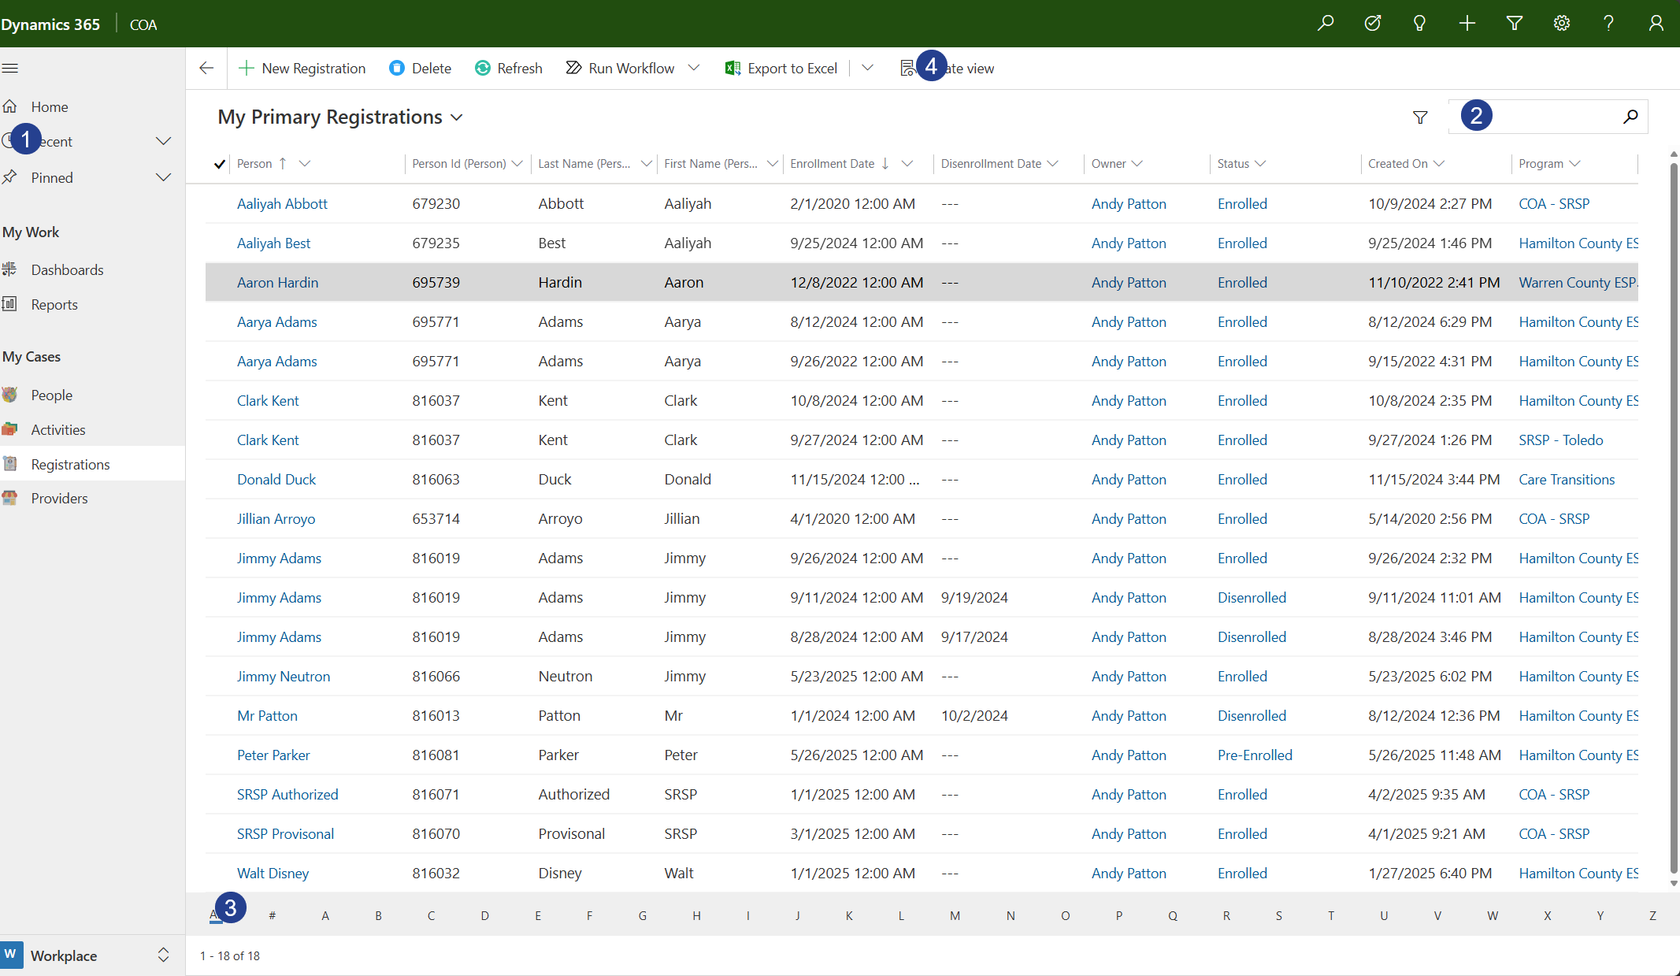 Dynamics 365 COA
New Registration Delete Refresh Run Workflow Export to Excel 4 view
Home
1 ecent
Pinned
My Work
Dashboards
Reports
My Cases
People
Activities
Registrations
Providers
W Workplace
My Primary Registrations 2
Person ↑ Person Id (Person) Last Name (Pers... First Name (Pers... Enrollment Date ↓ Disenrollment Date Owner Status Created On Program
Aaliyah Abbott 679230 Abbott Aaliyah 2/1/2020 12:00 AM --- Andy Patton Enrolled 10/9/2024 2:27 PM COA - SRSP
Aaliyah Best 679235 Best Aaliyah 9/25/2024 12:00 AM --- Andy Patton Enrolled 9/25/2024 1:46 PM Hamilton County ES
Aaron Hardin 695739 Hardin Aaron 12/8/2022 12:00 AM --- Andy Patton Enrolled 11/10/2022 2:41 PM Warren County ESP
Aarya Adams 695771 Adams Aarya 8/12/2024 12:00 AM --- Andy Patton Enrolled 8/12/2024 6:29 PM Hamilton County ES
Aarya Adams 695771 Adams Aarya 9/26/2022 12:00 AM --- Andy Patton Enrolled 9/15/2022 4:31 PM Hamilton County ES
Clark Kent 816037 Kent Clark 10/8/2024 12:00 AM --- Andy Patton Enrolled 10/8/2024 2:35 PM Hamilton County ES
Clark Kent 816037 Kent Clark 9/27/2024 12:00 AM --- Andy Patton Enrolled 9/27/2024 1:26 PM SRSP - Toledo
Donald Duck 816063 Duck Donald 11/15/2024 12:00 ... --- Andy Patton Enrolled 11/15/2024 3:44 PM Care Transitions
Jillian Arroyo 653714 Arroyo Jillian 4/1/2020 12:00 AM --- Andy Patton Enrolled 5/14/2020 2:56 PM COA - SRSP
Jimmy Adams 816019 Adams Jimmy 9/26/2024 12:00 AM --- Andy Patton Enrolled 9/26/2024 2:32 PM Hamilton County ES
Jimmy Adams 816019 Adams Jimmy 9/11/2024 12:00 AM 9/19/2024 Andy Patton Disenrolled 9/11/2024 11:01 AM Hamilton County ES
Jimmy Adams 816019 Adams Jimmy 8/28/2024 12:00 AM 9/17/2024 Andy Patton Disenrolled 8/28/2024 3:46 PM Hamilton County ES
Jimmy Neutron 816066 Neutron Jimmy 5/23/2025 12:00 AM --- Andy Patton Enrolled 5/23/2025 6:02 PM Hamilton County ES
Mr Patton 816013 Patton Mr 1/1/2024 12:00 AM 10/2/2024 Andy Patton Disenrolled 8/12/2024 12:36 PM Hamilton County ES
Peter Parker 816081 Parker Peter 5/26/2025 12:00 AM --- Andy Patton Pre-Enrolled 5/26/2025 11:48 AM Hamilton County ES
SRSP Authorized 816071 Authorized SRSP 1/1/2025 12:00 AM --- Andy Patton Enrolled 4/2/2025 9:35 AM COA - SRSP
SRSP Provisonal 816070 Provisonal SRSP 3/1/2025 12:00 AM --- Andy Patton Enrolled 4/1/2025 9:21 AM COA - SRSP
Walt Disney 816032 Disney Walt 1/1/2025 12:00 AM --- Andy Patton Enrolled 1/27/2025 6:40 PM Hamilton County ES
3 # A B C D E F G H I J K L M N O P Q R S T U V W X Y Z
1 - 18 of 18